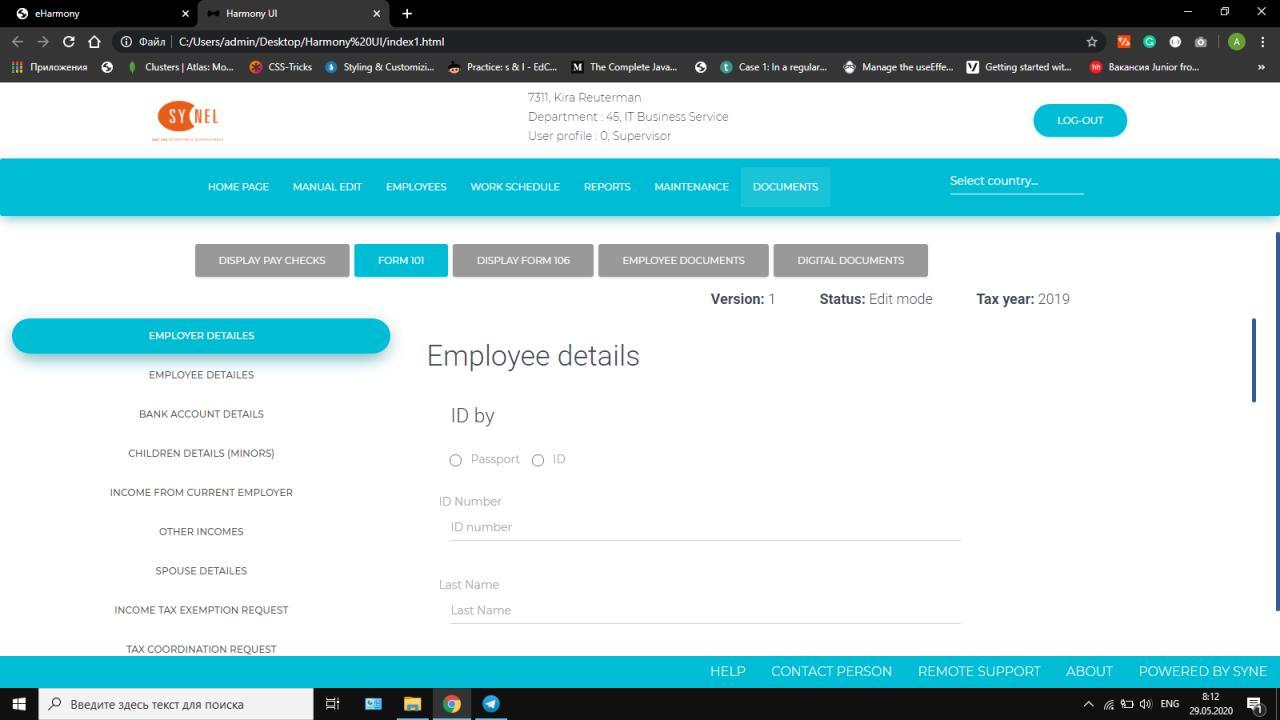 eHarmony
Harmony UI
Файл
C:/Users/admin/Desktop/Harmony%20UI/index1.html
A
Приложения
Clusters | Atlas: Mo...
CSS-Tricks
Styling & Customizi...
Practice: s & I - EdC...
The Complete Java...
Case 1: In a regular...
Manage the useEffe...
Getting started wit...
Вакансия Junior fro...
SYNEL
7311, Kira Reuterman
Department : 45, IT Business Service
User profile : 0, Supervisor
LOG-OUT
HOME PAGE
MANUAL EDIT
EMPLOYEES
WORK SCHEDULE
REPORTS
MAINTENANCE
DOCUMENTS
Select country...
DISPLAY PAY CHECKS
FORM 101
DISPLAY FORM 106
EMPLOYEE DOCUMENTS
DIGITAL DOCUMENTS
Version: 1
Status: Edit mode
Tax year: 2019
EMPLOYER DETAILES
EMPLOYEE DETAILES
BANK ACCOUNT DETAILS
CHILDREN DETAILS (MINORS)
INCOME FROM CURRENT EMPLOYER
OTHER INCOMES
SPOUSE DETAILES
INCOME TAX EXEMPTION REQUEST
TAX COORDINATION REQUEST
Employee details
ID by
Passport
ID
ID Number
ID number
Last Name
Last Name
HELP
CONTACT PERSON
REMOTE SUPPORT
ABOUT
POWERED BY SYNE
Введите здесь текст для поиска
ENG
8:12
29.05.2020
1